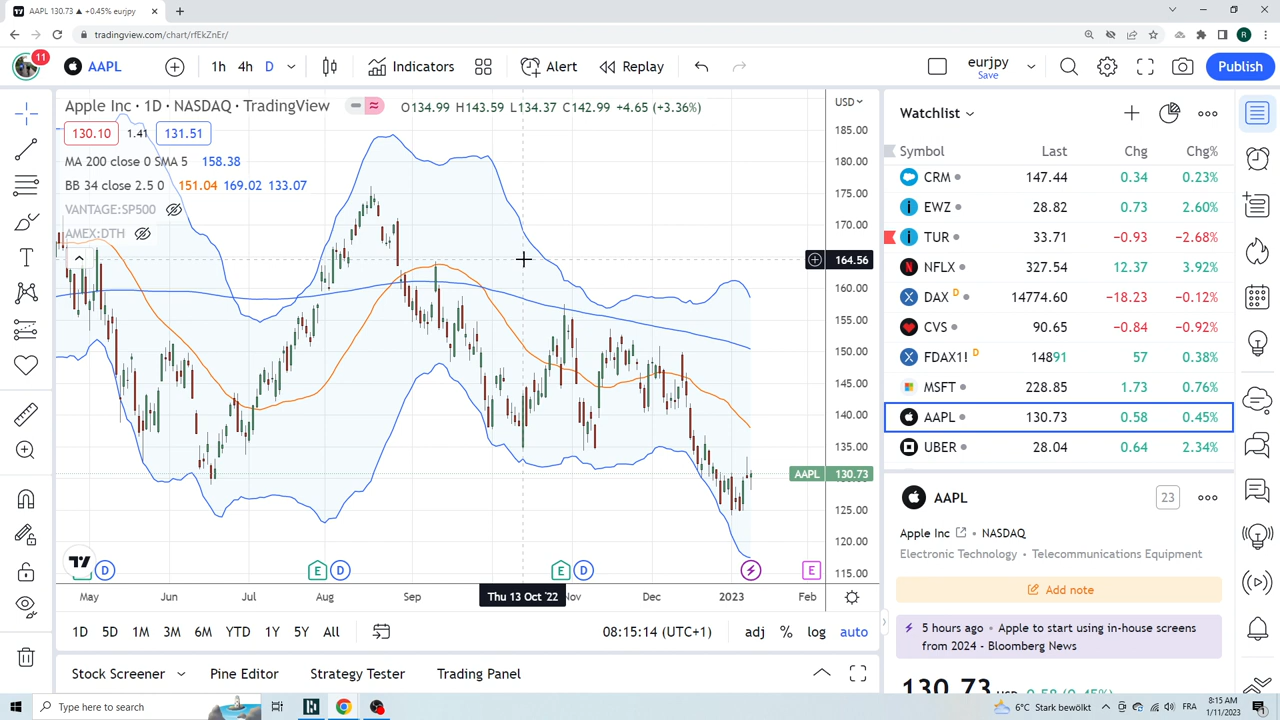 AAPL 130.73 ▲ +0.45% eurjpy
tradingview.com/chart/rfEkZnEr/
R
11
AAPL
1h 4h D
Indicators
Alert
Replay
eurjpy
Save
Publish
Apple Inc · 1D · NASDAQ · TradingView
O134.99 H143.59 L134.37 C142.99 +4.65 (+3.36%)
130.10 1.41 131.51
MA 200 close 0 SMA 5 158.38
BB 34 close 2.5 0 151.04 169.02 133.07
VANTAGE:SP500
AMEX:DTH
USD
185.00
180.00
175.00
170.00
164.56
160.00
155.00
150.00
145.00
140.00
135.00
AAPL 130.73
125.00
120.00
115.00
D E D E D E
May Jun Jul Aug Sep Thu 13 Oct '22 Nov Dec 2023 Feb
1D 5D 1M 3M 6M YTD 1Y 5Y All
08:15:14 (UTC+1) adj % log auto
Stock Screener Pine Editor Strategy Tester Trading Panel
Watchlist
Symbol Last Chg Chg%
CRM 147.44 0.34 0.23%
EWZ 28.82 0.73 2.60%
TUR 33.71 −0.93 −2.68%
NFLX 327.54 12.37 3.92%
DAX D 14774.60 −18.23 −0.12%
CVS 90.65 −0.84 −0.92%
FDAX1! D 14891 57 0.38%
MSFT 228.85 1.73 0.76%
AAPL 130.73 0.58 0.45%
UBER 28.04 0.64 2.34%
AAPL
23
Apple Inc · NASDAQ
Electronic Technology · Telecommunications Equipment
Add note
5 hours ago · Apple to start using in-house screens
from 2024 - Bloomberg News
130.73 USD 0.58 (0.45%)
Type here to search
6°C Stark bewölkt
FRA
8:15 AM
1/11/2023